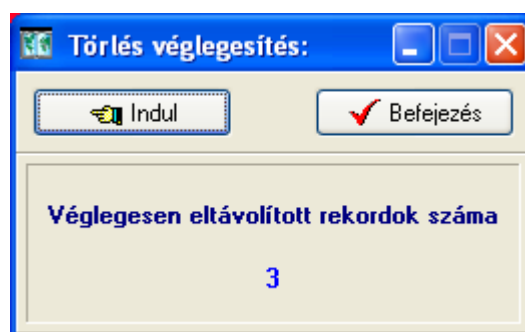 Törlés véglegesítés:
Indul
Befejezés
Véglegesen eltávolított rekordok száma
3